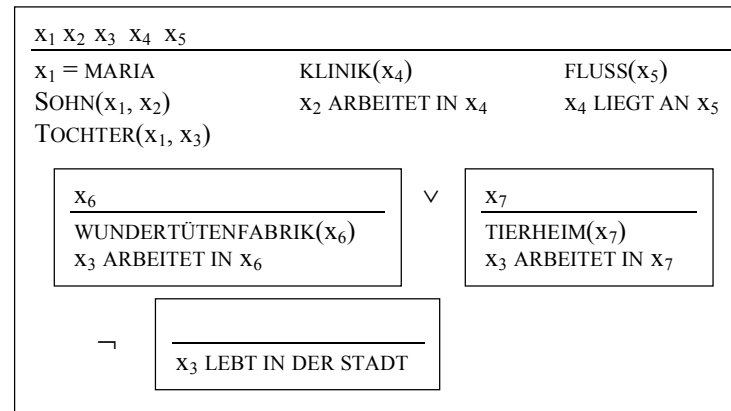 x₁ x₂ x₃ x₄ x₅
x₁ = MARIA KLINIK(x₄) FLUSS(x₅)
SOHN(x₁, x₂) x₂ ARBEITET IN x₄ x₄ LIEGT AN x₅
TOCHTER(x₁, x₃)
x₆ ∨ x₇
WUNDERTÜTENFABRIK(x₆) TIERHEIM(x₇)
x₃ ARBEITET IN x₆ x₃ ARBEITET IN x₇
¬
x₃ LEBT IN DER STADT